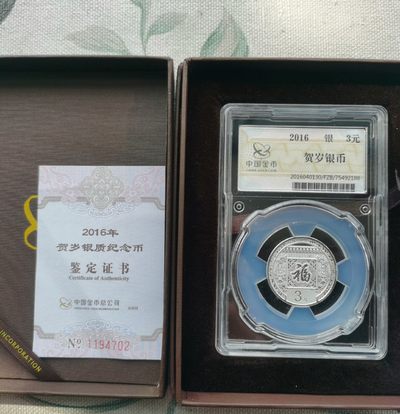 2016年
贺岁银质纪念币
鉴定证书
Certificate of Authenticity
中国金币总公司
№ 1194702
INCORPORATION
2016 银 3元
中国金币
贺岁银币
福
3